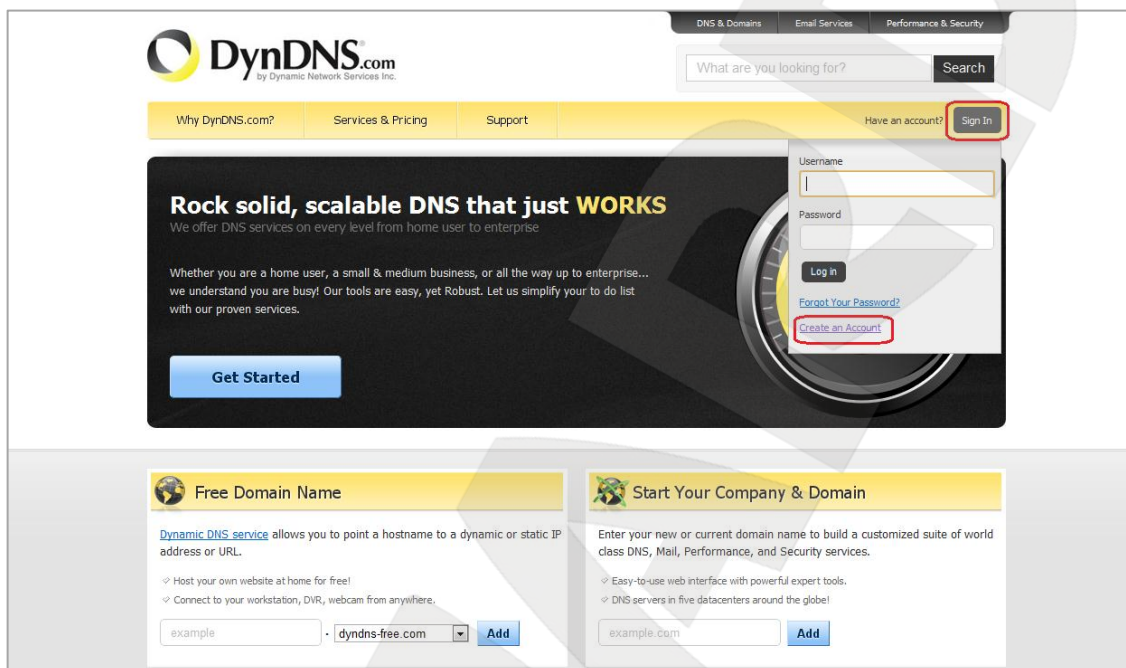 DNS & Domains Email Services Performance & Security
DynDNS.com
by Dynamic Network Services Inc.
What are you looking for? Search
Why DynDNS.com? Services & Pricing Support Have an account? Sign In
Username
Password
Log in
Forgot Your Password?
Create an Account
Rock solid, scalable DNS that just WORKS
We offer DNS services on every level from home user to enterprise
Whether you are a home user, a small & medium business, or all the way up to enterprise...
we understand you are busy! Our tools are easy, yet Robust. Let us simplify your to do list
with our proven services.
Get Started
Free Domain Name
Dynamic DNS service allows you to point a hostname to a dynamic or static IP
address or URL.
Host your own website at home for free!
Connect to your workstation, DVR, webcam from anywhere.
example . dyndns-free.com Add
Start Your Company & Domain
Enter your new or current domain name to build a customized suite of world
class DNS, Mail, Performance, and Security services.
Easy-to-use web interface with powerful expert tools.
DNS servers in five datacenters around the globe!
example.com Add